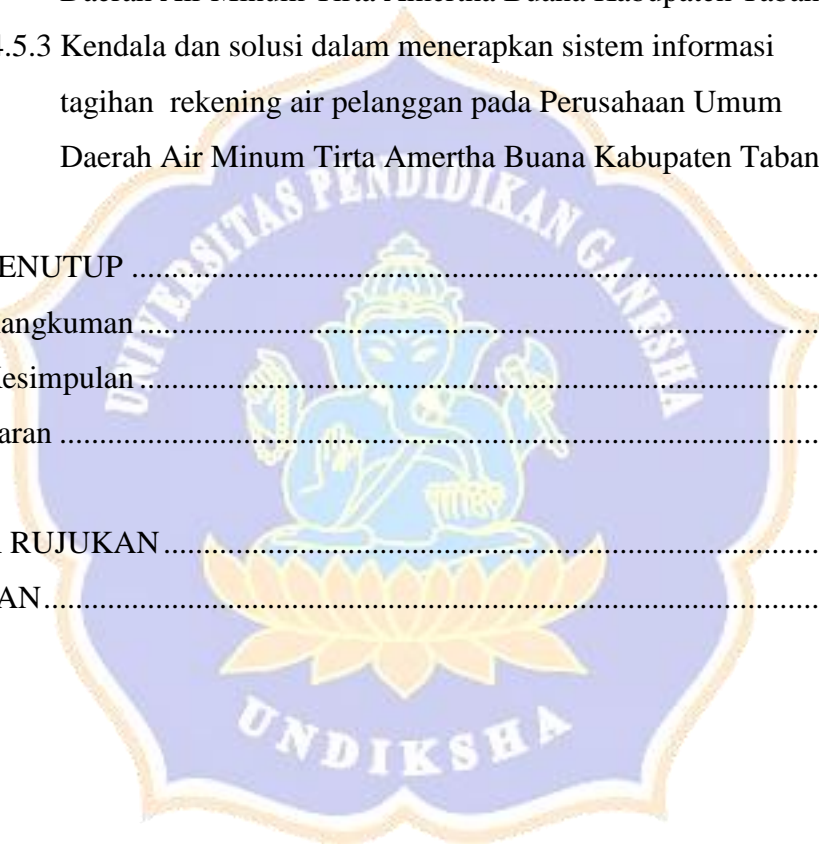 Daerah Air Minum Tirta Amertha Buana Kabupaten Taban
4.5.3 Kendala dan solusi dalam menerapkan sistem informasi
tagihan rekening air pelanggan pada Perusahaan Umum
Daerah Air Minum Tirta Amertha Buana Kabupaten Taban
UNIVERSITAS PENDIDIKAN GANESHA
ENUTUP ..........................................................................
angkuman ..........................................................................
esimpulan ..........................................................................
aran ..........................................................................
RUJUKAN ..........................................................................
AN ..........................................................................
UNDIKSHA